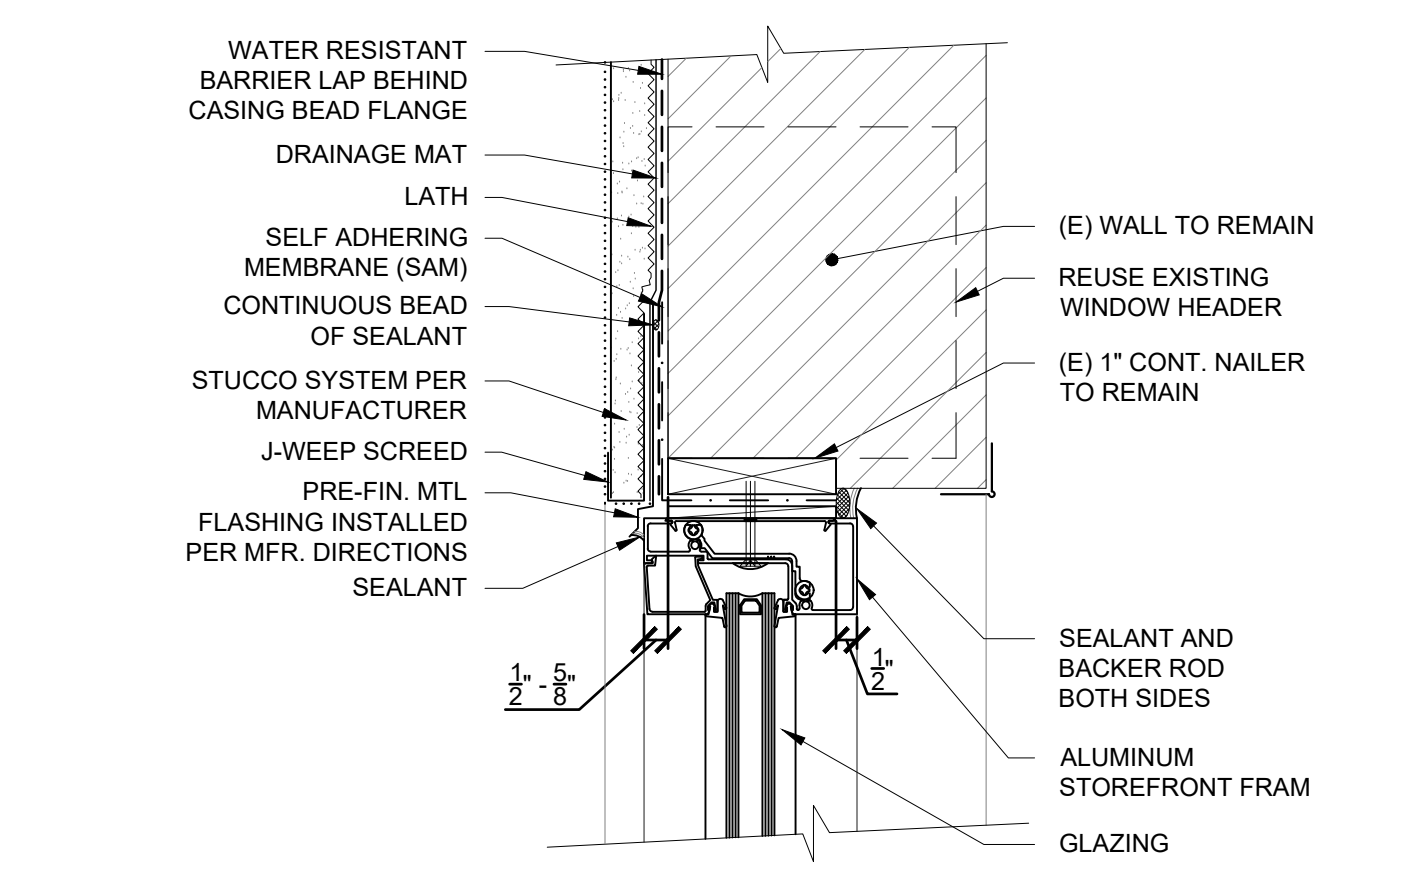 WATER RESISTANT
BARRIER LAP BEHIND
CASING BEAD FLANGE
DRAINAGE MAT
LATH
SELF ADHERING
MEMBRANE (SAM)
CONTINUOUS BEAD
OF SEALANT
STUCCO SYSTEM PER
MANUFACTURER
J-WEEP SCREED
PRE-FIN. MTL
FLASHING INSTALLED
PER MFR. DIRECTIONS
SEALANT
1/2" - 5/8"
1/2"
(E) WALL TO REMAIN
REUSE EXISTING
WINDOW HEADER
(E) 1" CONT. NAILER
TO REMAIN
SEALANT AND
BACKER ROD
BOTH SIDES
ALUMINUM
STOREFRONT FRAM
GLAZING